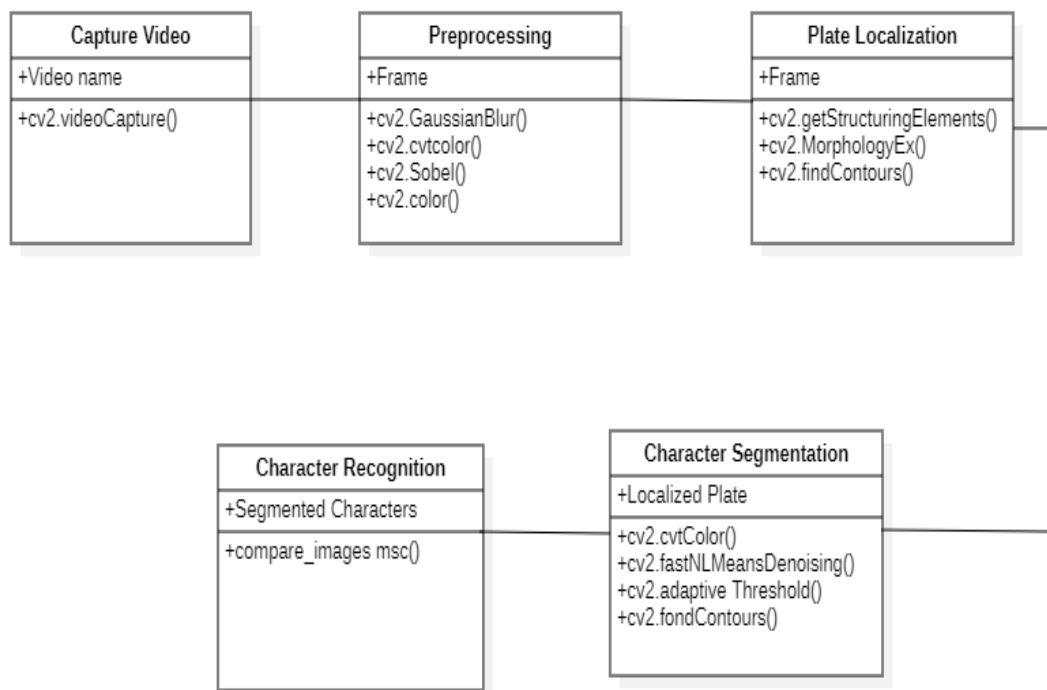 Capture Video
+Video name
+cv2.videoCapture()
Preprocessing
+Frame
+cv2.GaussianBlur()
+cv2.cvtcolor()
+cv2.Sobel()
+cv2.color()
Plate Localization
+Frame
+cv2.getStructuringElements()
+cv2.MorphologyEx()
+cv2.findContours()
Character Recognition
+Segmented Characters
+compare_images msc()
Character Segmentation
+Localized Plate
+cv2.cvtColor()
+cv2.fastNLMeansDenoising()
+cv2.adaptive Threshold()
+cv2.fondContours()